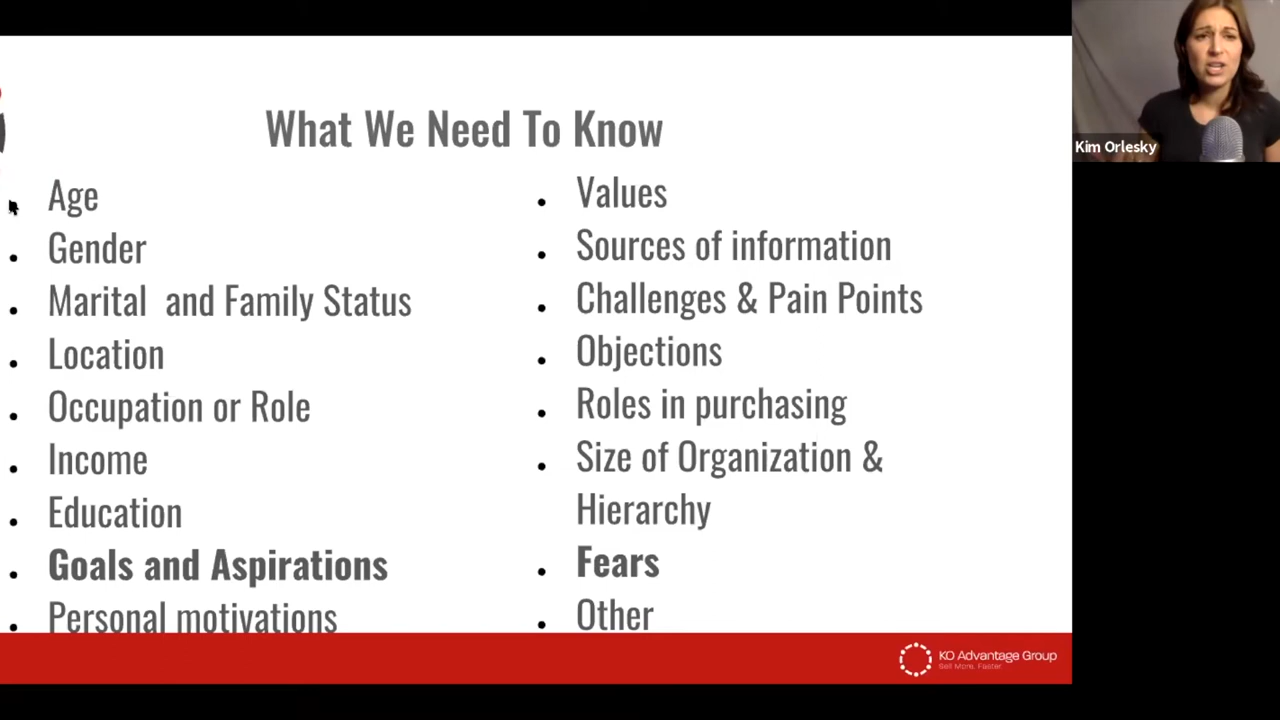 What We Need To Know
Age
Gender
Marital and Family Status
Location
Occupation or Role
Income
Education
Goals and Aspirations
Personal motivations
Values
Sources of information
Challenges & Pain Points
Objections
Roles in purchasing
Size of Organization &
Hierarchy
Fears
Other
Kim Orlesky
KO Advantage Group
Sell More, Faster